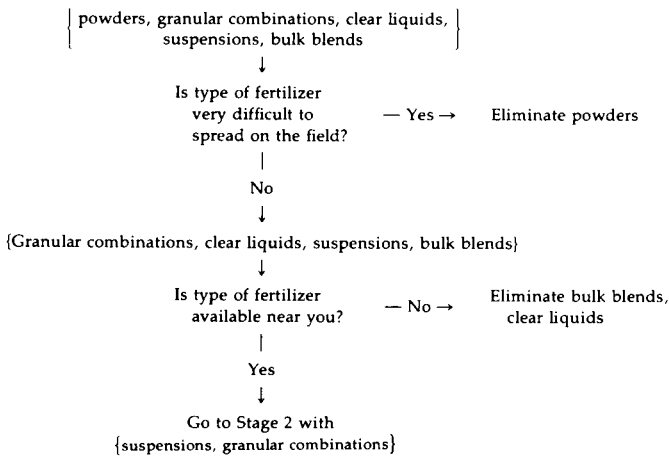 {powders, granular combinations, clear liquids,
suspensions, bulk blends}
↓
Is type of fertilizer
very difficult to
spread on the field?
— Yes →
Eliminate powders
|
No
↓
{Granular combinations, clear liquids, suspensions, bulk blends}
↓
Is type of fertilizer
available near you?
— No →
Eliminate bulk blends,
clear liquids
|
Yes
↓
Go to Stage 2 with
{suspensions, granular combinations}